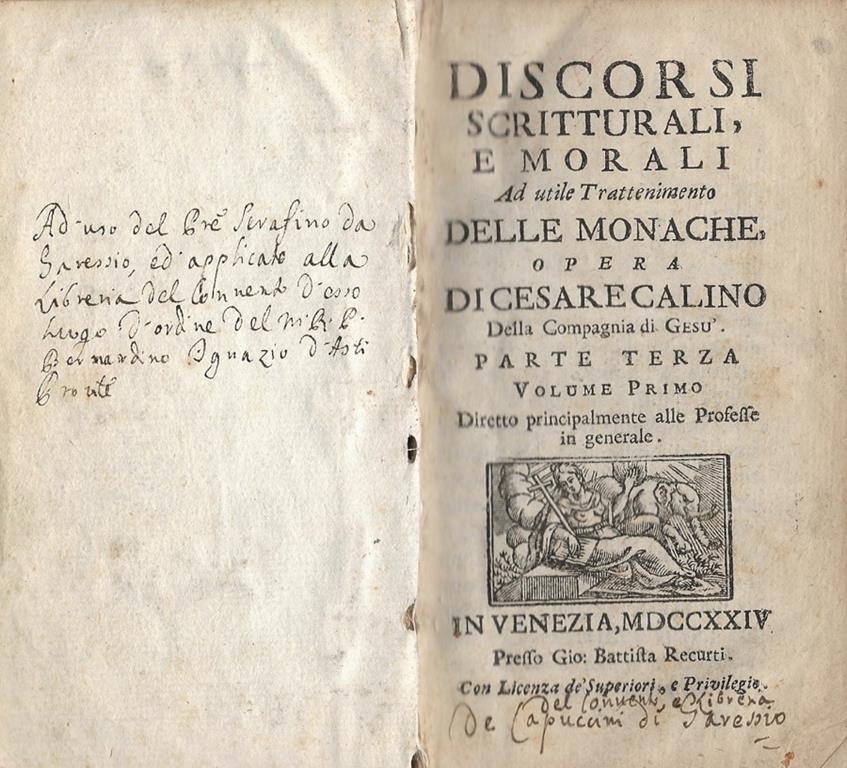 Ad uso del Pre Serafino da
Garessio, ed applicato alla
Libreria del Convento d'esso
luogo d'ordine del M. R. P.
Bernardino Ignazio d'Asti
DISCORSI
SCRITTURALI,
E MORALI
Ad utile Trattenimento
DELLE MONACHE,
OPERA
DI CESARE CALINO
Della Compagnia di GESU'.
PARTE TERZA
VOLUME PRIMO
Diretto principalmente alle Profeſſe
in generale.
IN VENEZIA, MDCCXXIV
Preſſo Gio: Battiſta Recurti.
Con Licenza de' Superiori, e Privilegio.
del Convento, e Libreria
De Capuccini di Garessio